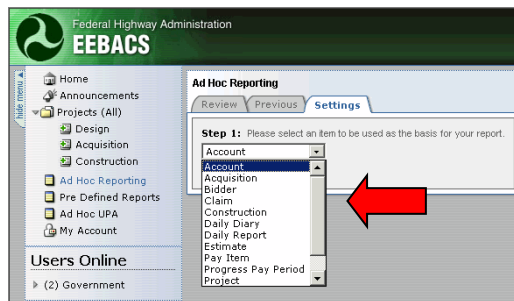 Federal Highway Administration
EEBACS
hide menu
Home
Announcements
Projects (All)
Design
Acquisition
Construction
Ad Hoc Reporting
Pre Defined Reports
Ad Hoc UPA
My Account
Users Online
(2) Government
Ad Hoc Reporting
Review Previous Settings
Step 1: Please select an item to be used as the basis for your report.
Account
Account
Acquisition
Bidder
Claim
Construction
Daily Diary
Daily Report
Estimate
Pay Item
Progress Pay Period
Project